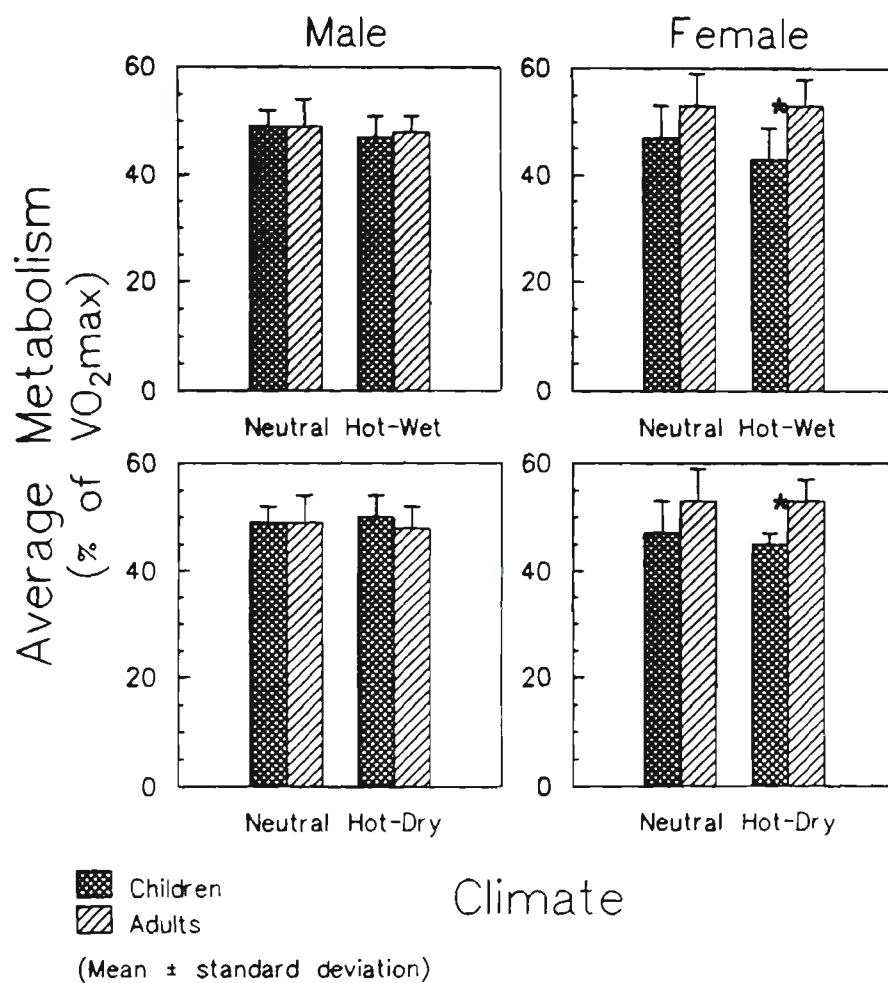 Male Female
Average Metabolism
(% of VO₂max)
60
40
20
0
60
40
20
0
Neutral Hot-Wet
Neutral Hot-Wet
60
40
20
0
60
40
20
0
Neutral Hot-Dry
Neutral Hot-Dry
Children
Adults
(Mean ± standard deviation)
Climate